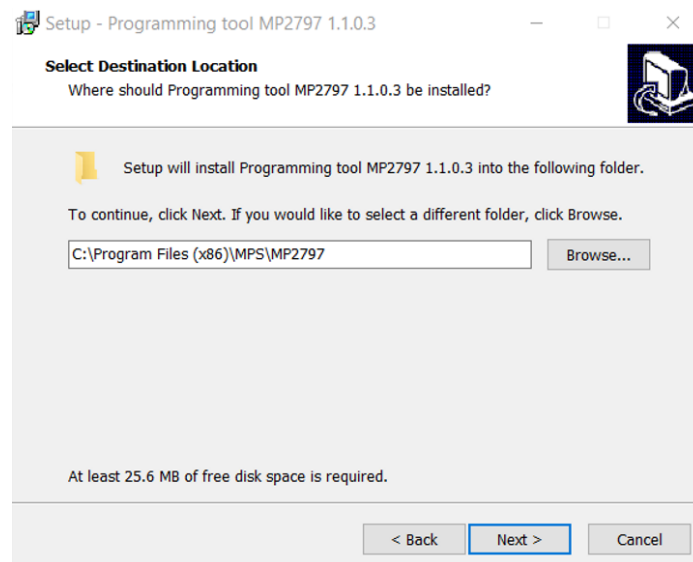 Setup - Programming tool MP2797 1.1.0.3
Select Destination Location
Where should Programming tool MP2797 1.1.0.3 be installed?
Setup will install Programming tool MP2797 1.1.0.3 into the following folder.
To continue, click Next. If you would like to select a different folder, click Browse.
C:\Program Files (x86)\MPS\MP2797
Browse...
At least 25.6 MB of free disk space is required.
< Back Next > Cancel